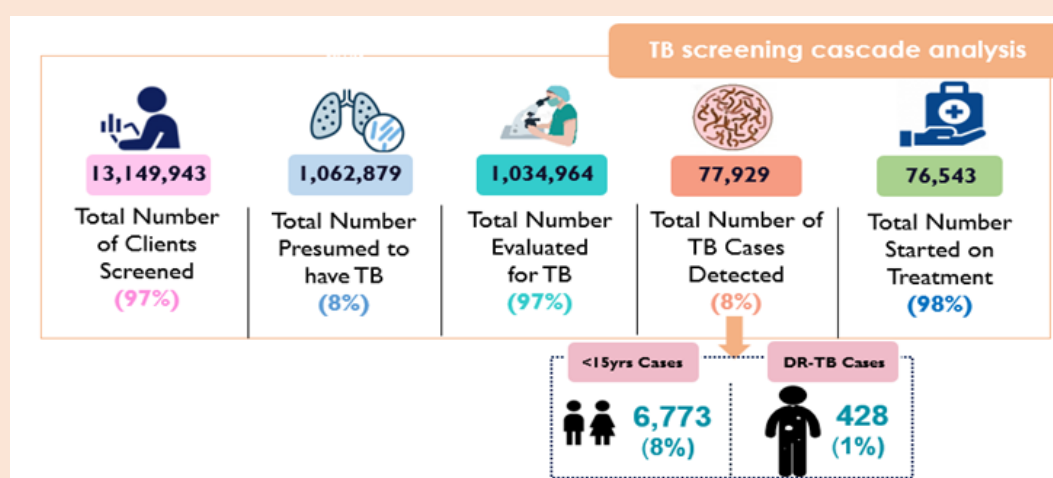 TB screening cascade analysis
13,149,943
Total Number
of Clients
Screened
(97%)
1,062,879
Total Number
Presumed to
have TB
(8%)
1,034,964
Total Number
Evaluated
for TB
(97%)
77,929
Total Number of
TB Cases
Detected
(8%)
76,543
Total Number
Started on
Treatment
(98%)
<15yrs Cases
6,773
(8%)
DR-TB Cases
428
(1%)